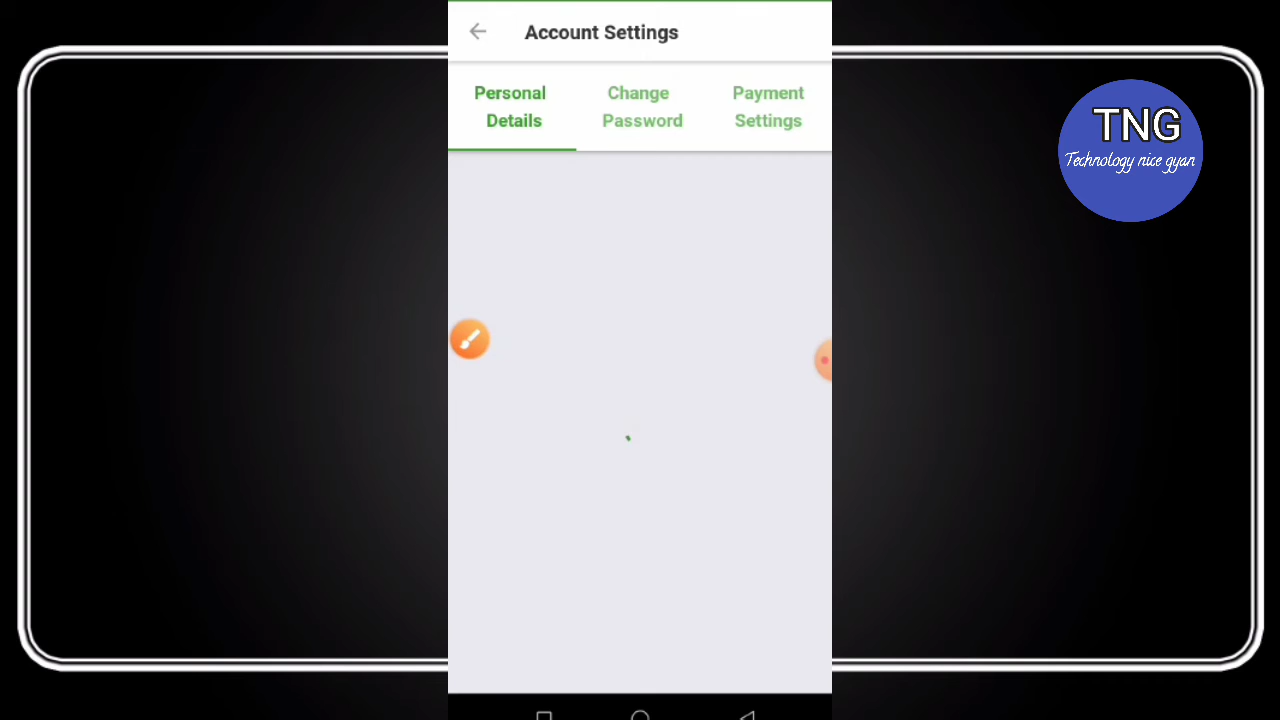 Account Settings
Personal Details
Change Password
Payment Settings
TNG
Technology nice gyan